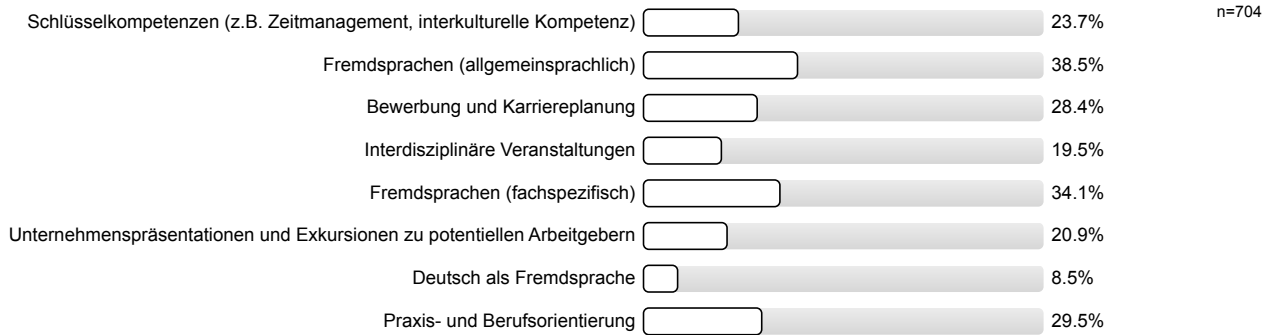 Schlüsselkompetenzen (z.B. Zeitmanagement, interkulturelle Kompetenz) 23.7% n=704
Fremdsprachen (allgemeinsprachlich) 38.5%
Bewerbung und Karriereplanung 28.4%
Interdisziplinäre Veranstaltungen 19.5%
Fremdsprachen (fachspezifisch) 34.1%
Unternehmenspräsentationen und Exkursionen zu potentiellen Arbeitgebern 20.9%
Deutsch als Fremdsprache 8.5%
Praxis- und Berufsorientierung 29.5%